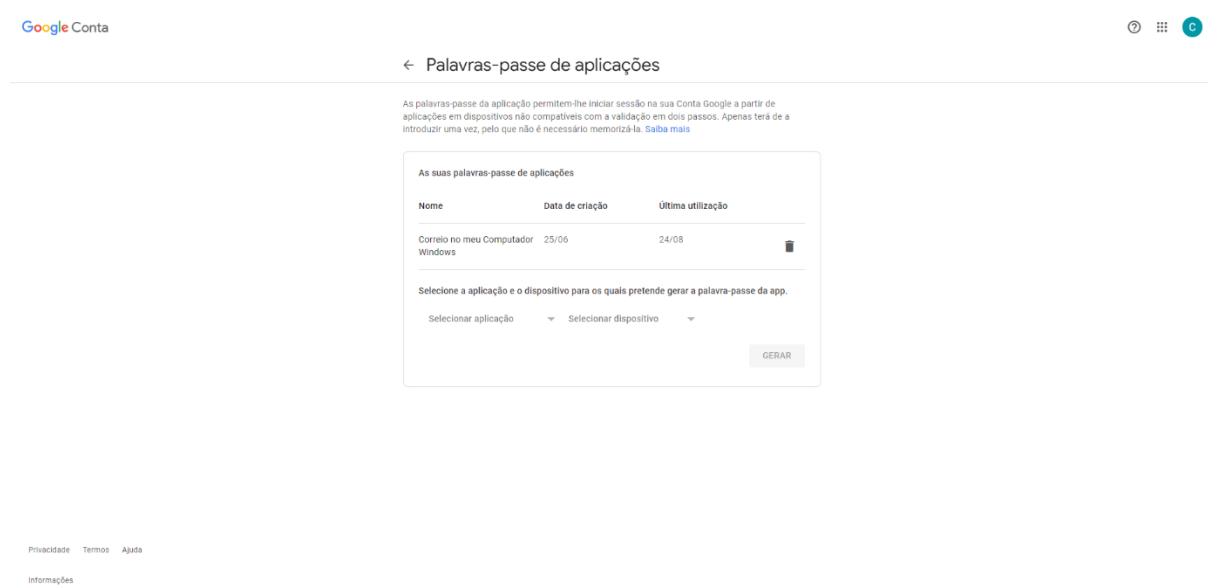 Google Conta
C
Palavras-passe de aplicações
As palavras-passe da aplicação permitem-lhe iniciar sessão na sua Conta Google a partir de
aplicações em dispositivos não compatíveis com a validação em dois passos. Apenas terá de a
introduzir uma vez, pelo que não é necessário memorizá-la. Saiba mais
As suas palavras-passe de aplicações
Nome Data de criação Última utilização
Correio no meu Computador 25/06 24/08
Windows
Selecione a aplicação e o dispositivo para os quais pretende gerar a palavra-passe da app.
Selecionar aplicação Selecionar dispositivo
GERAR
Privacidade Termos Ajuda
Informações